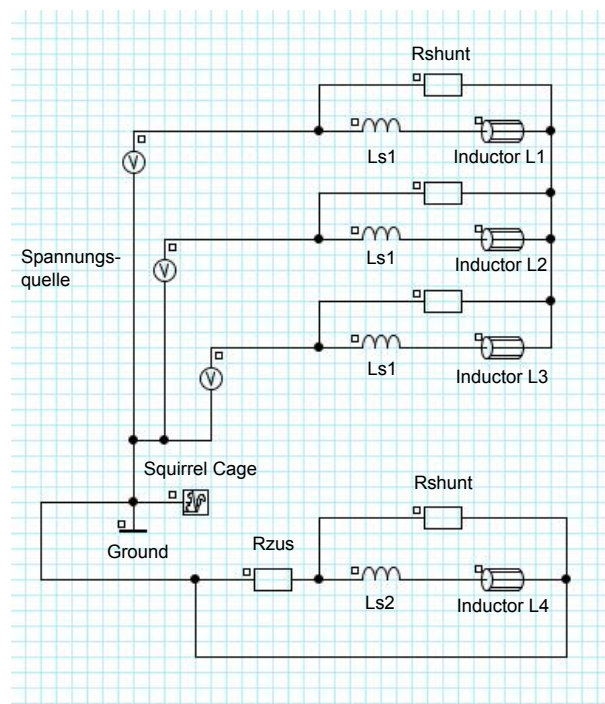 Rshunt
Ls1
Inductor L1
V
Spannungs-
quelle
Ls1
Inductor L2
V
Ls1
Inductor L3
V
Squirrel Cage
Rshunt
Ground
Rzus
Ls2
Inductor L4